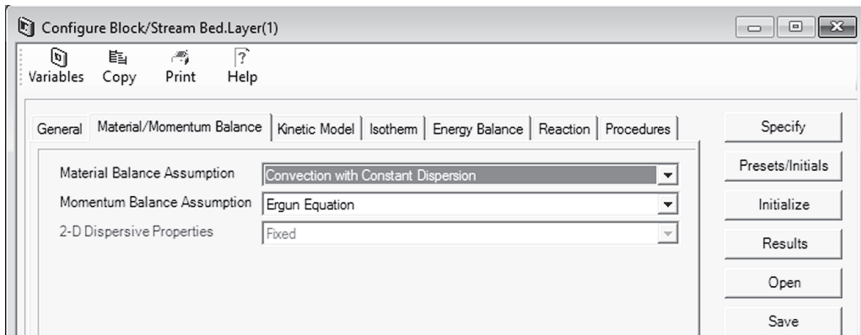 Configure Block/Stream Bed.Layer(1)
Variables Copy Print Help
General Material/Momentum Balance Kinetic Model Isotherm Energy Balance Reaction Procedures
Specify
Material Balance Assumption Convection with Constant Dispersion
Presets/Initials
Momentum Balance Assumption Ergun Equation
Initialize
2-D Dispersive Properties Fixed
Results
Open
Save